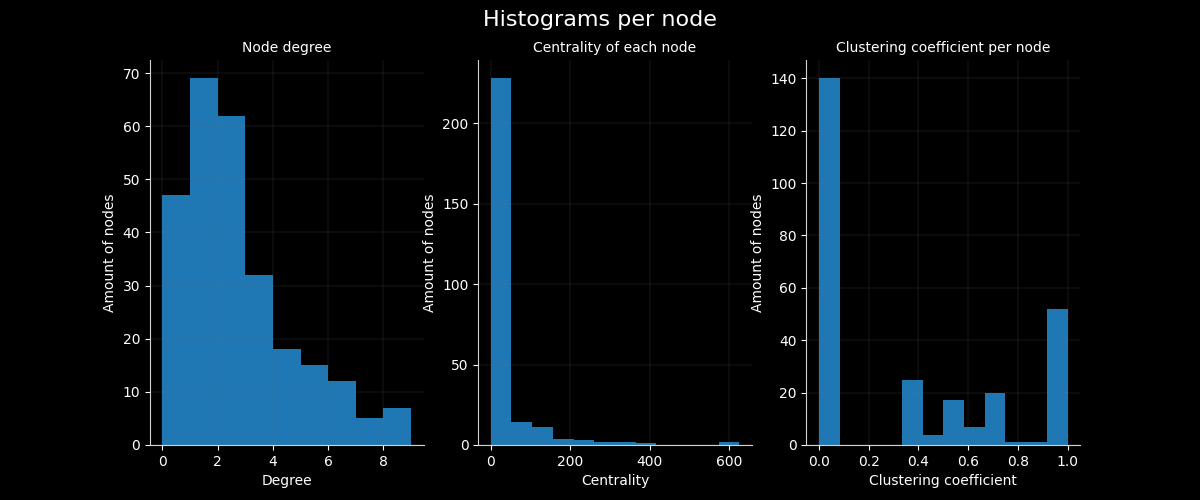 Histograms per node
Node degree
Amount of nodes
70
60
50
40
30
20
10
0
0 2 4 6 8
Degree
Centrality of each node
Amount of nodes
200
150
100
50
0
0 200 400 600
Centrality
Clustering coefficient per node
Amount of nodes
140
120
100
80
60
40
20
0
0.0 0.2 0.4 0.6 0.8 1.0
Clustering coefficient